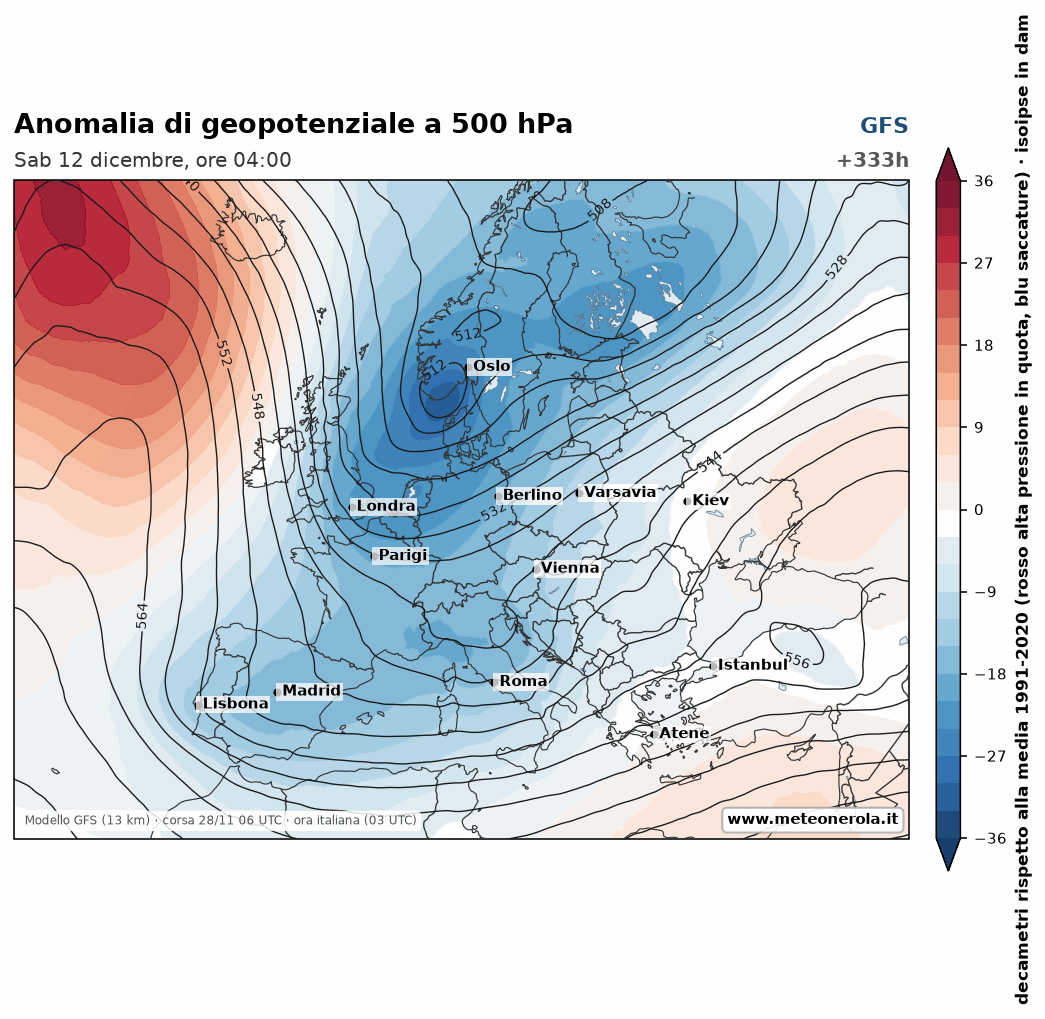 Anomalia di geopotenziale a 500 hPa
GFS
Sab 12 dicembre, ore 04:00
+333h
508
528
512
512
Oslo
552
548
544
Londra
Berlino
Varsavia
Kiev
532
Parigi
Vienna
564
556
Istanbul
Roma
Madrid
Lisbona
Atene
Modello GFS (13 km) · corsa 28/11 06 UTC · ora italiana (03 UTC)
www.meteonerola.it
36
27
18
9
0
−9
−18
−27
−36
decametri rispetto alla media 1991-2020 (rosso alta pressione in quota, blu saccature) · isoipse in dam